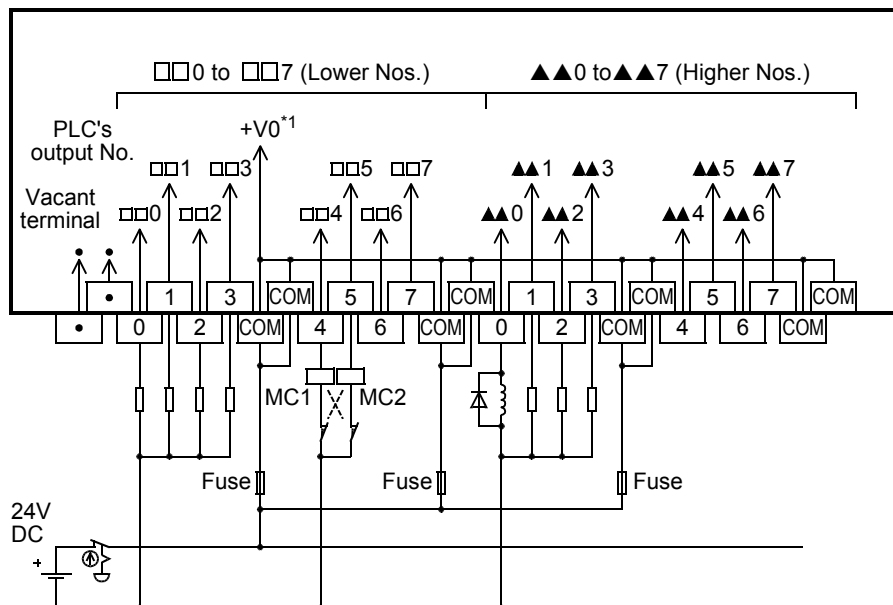 □□0 to □□7 (Lower Nos.) ▲▲0 to▲▲7 (Higher Nos.)
PLC's
output No.
+V0*1
□□1 □□3 □□5 □□7 ▲▲1 ▲▲3 ▲▲5 ▲▲7
Vacant
terminal
□□0 □□2 □□4 □□6 ▲▲0 ▲▲2 ▲▲4 ▲▲6
• •
• 1 3 COM 5 7 COM 1 3 COM 5 7 COM
• 0 2 COM 4 6 COM 0 2 COM 4 6 COM
MC1 MC2
Fuse Fuse Fuse
24V
DC
+